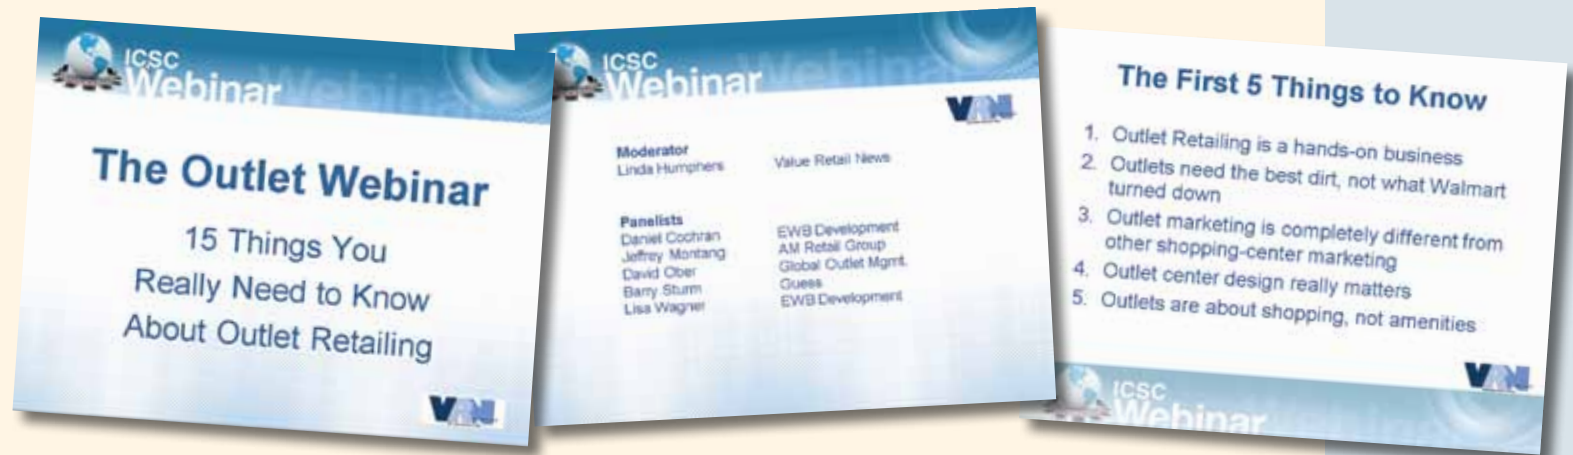 ICSC
Webinar
The Outlet Webinar
15 Things You
Really Need to Know
About Outlet Retailing
VRN
ICSC
Webinar
VRN
Moderator
Linda Humphers Value Retail News
Panelists
Daniel Cochran EWB Development
Jeffrey Montang AM Retail Group
David Ober Global Outlet Mgmt.
Barry Sturm Guess
Lisa Wagner EWB Development
The First 5 Things to Know
1. Outlet Retailing is a hands-on business
2. Outlets need the best dirt, not what Walmart
turned down
3. Outlet marketing is completely different from
other shopping-center marketing
4. Outlet center design really matters
5. Outlets are about shopping, not amenities
VRN
ICSC
Webinar